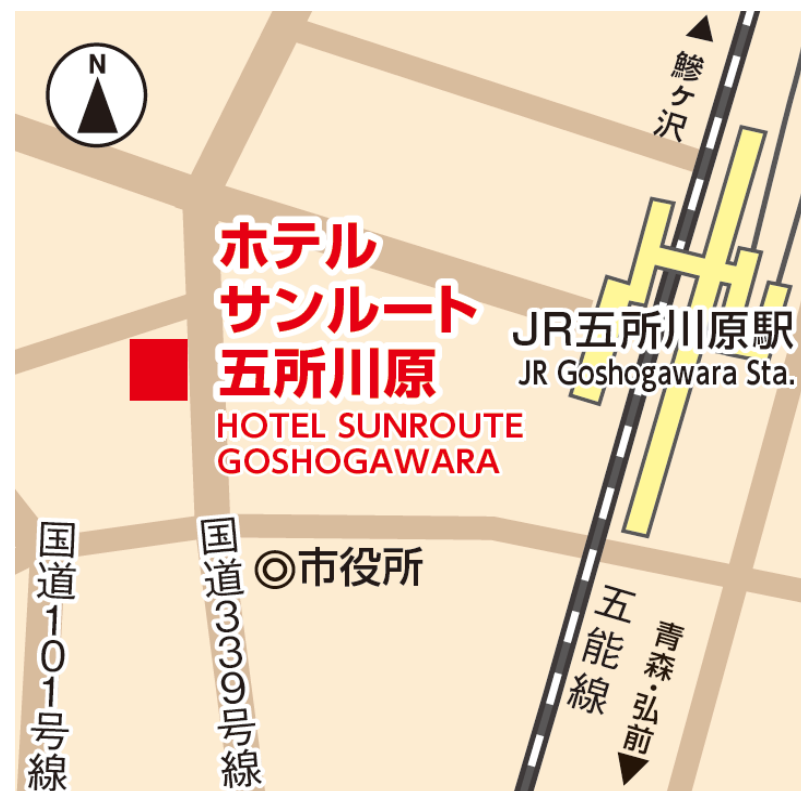 N
鰺ヶ沢
ホテル
サンルート
五所川原
HOTEL SUNROUTE
GOSHOGAWARA
JR五所川原駅
JR Goshogawara Sta.
国道101号線
国道339号線
◎市役所
五能線
青森・弘前